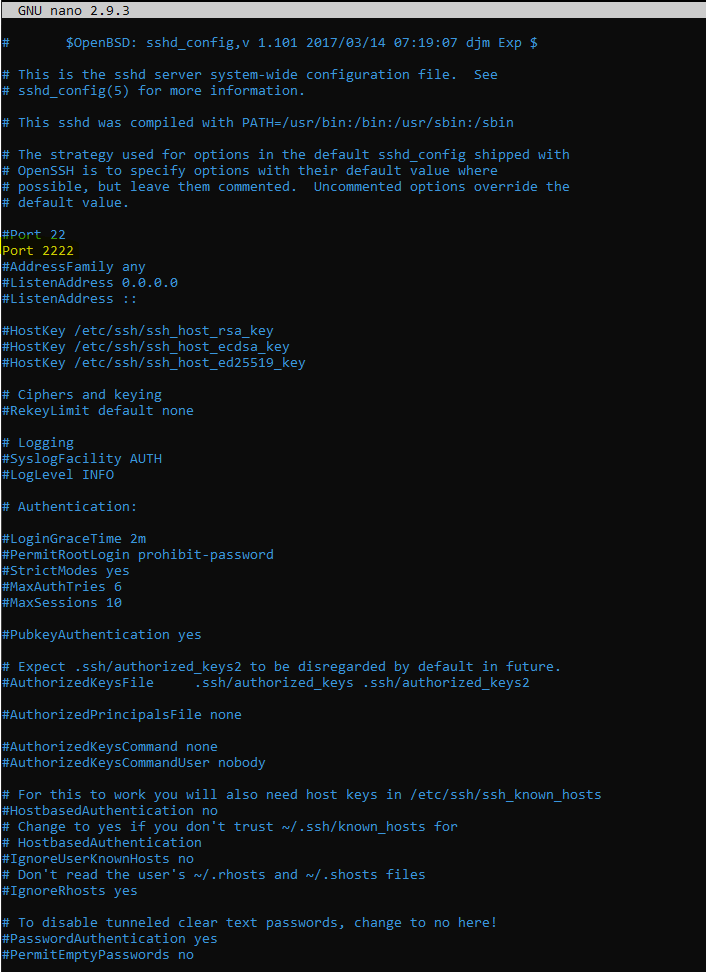 GNU nano 2.9.3
#       $OpenBSD: sshd_config,v 1.101 2017/03/14 07:19:07 djm Exp $
# This is the sshd server system-wide configuration file.  See
# sshd_config(5) for more information.
# This sshd was compiled with PATH=/usr/bin:/bin:/usr/sbin:/sbin
# The strategy used for options in the default sshd_config shipped with
# OpenSSH is to specify options with their default value where
# possible, but leave them commented.  Uncommented options override the
# default value.
#Port 22
Port 2222
#AddressFamily any
#ListenAddress 0.0.0.0
#ListenAddress ::
#HostKey /etc/ssh/ssh_host_rsa_key
#HostKey /etc/ssh/ssh_host_ecdsa_key
#HostKey /etc/ssh/ssh_host_ed25519_key
# Ciphers and keying
#RekeyLimit default none
# Logging
#SyslogFacility AUTH
#LogLevel INFO
# Authentication:
#LoginGraceTime 2m
#PermitRootLogin prohibit-password
#StrictModes yes
#MaxAuthTries 6
#MaxSessions 10
#PubkeyAuthentication yes
# Expect .ssh/authorized_keys2 to be disregarded by default in future.
#AuthorizedKeysFile     .ssh/authorized_keys .ssh/authorized_keys2
#AuthorizedPrincipalsFile none
#AuthorizedKeysCommand none
#AuthorizedKeysCommandUser nobody
# For this to work you will also need host keys in /etc/ssh/ssh_known_hosts
#HostbasedAuthentication no
# Change to yes if you don't trust ~/.ssh/known_hosts for
# HostbasedAuthentication
#IgnoreUserKnownHosts no
# Don't read the user's ~/.rhosts and ~/.shosts files
#IgnoreRhosts yes
# To disable tunneled clear text passwords, change to no here!
#PasswordAuthentication yes
#PermitEmptyPasswords no